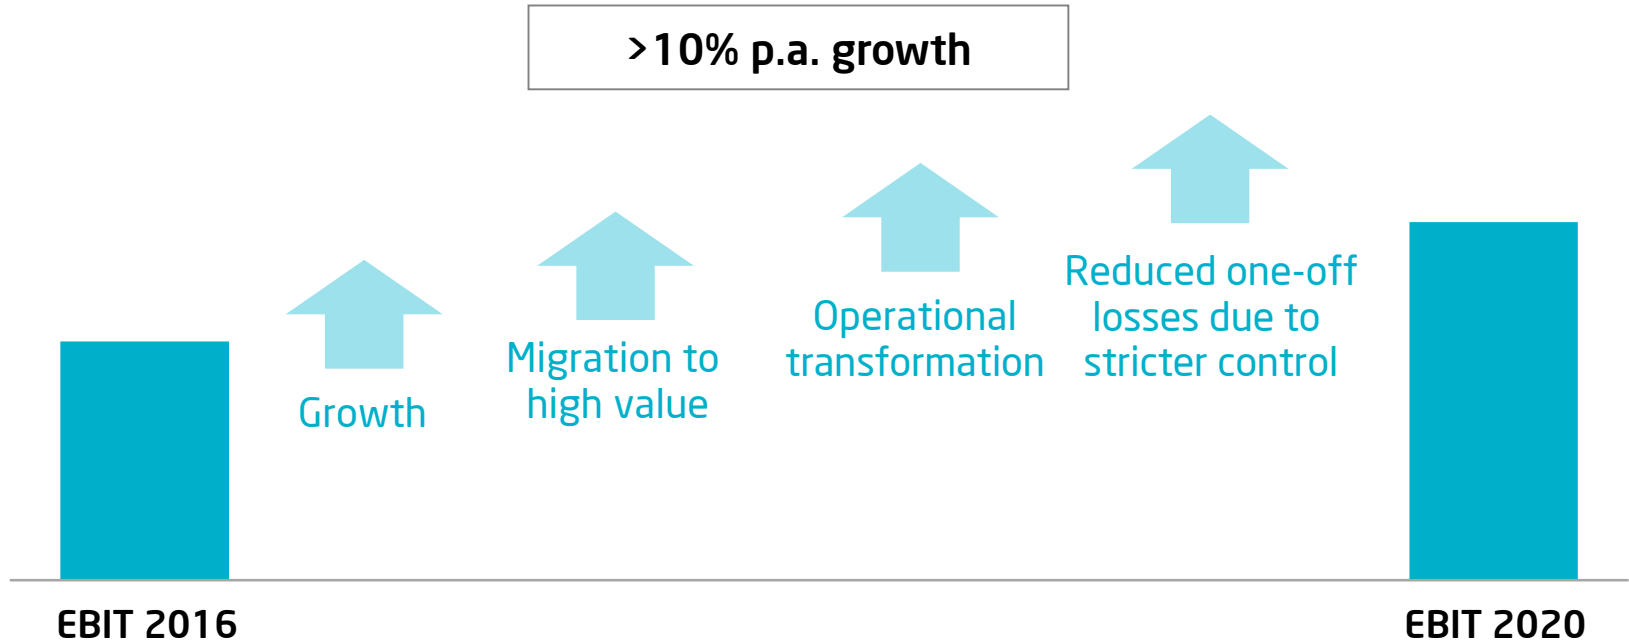 >10% p.a. growth
Growth
Migration to
high value
Operational
transformation
Reduced one-off
losses due to
stricter control
EBIT 2016
EBIT 2020